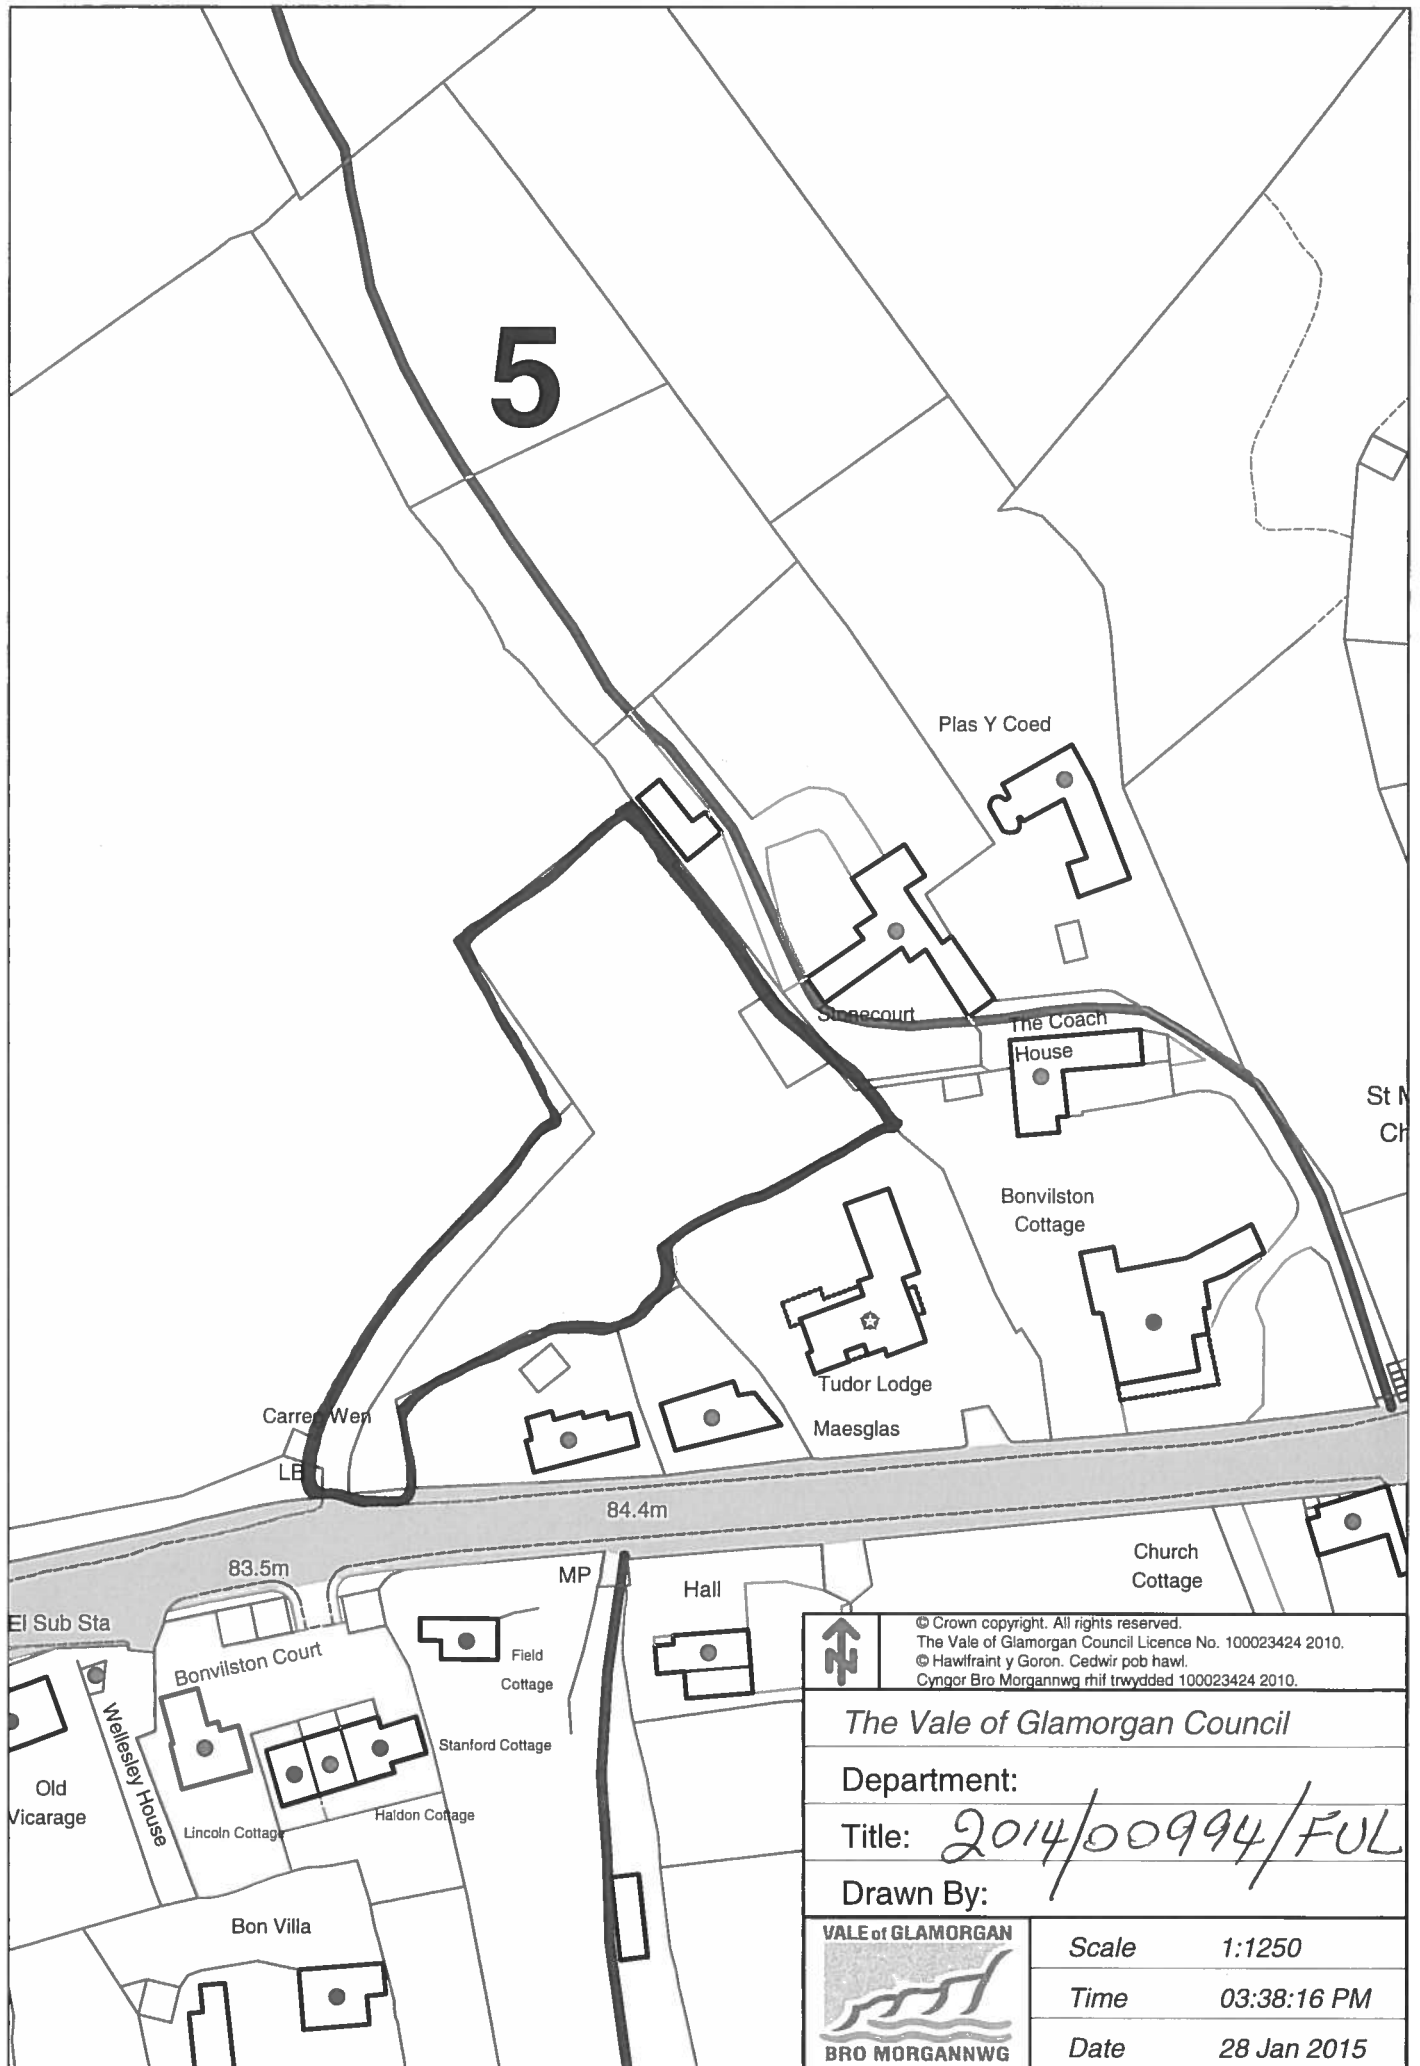 5
Plas Y Coed
Stonecourt
The Coach
House
Bonvilston
Cottage
Tudor Lodge
Maesglas
Carreg Wen
LB
84.4m
83.5m
MP
Hall
Church
Cottage
El Sub Sta
Bonvilston Court
Field
Cottage
Wellesley House
Stanford Cottage
Old
Vicarage
Haldon Cottage
Lincoln Cottage
Bon Villa
N
© Crown copyright. All rights reserved.
The Vale of Glamorgan Council Licence No. 100023424 2010.
© Hawlfraint y Goron. Cedwir pob hawl.
Cyngor Bro Morgannwg rhif trwydded 100023424 2010.
The Vale of Glamorgan Council
Department:
Title: 2014/00994/FUL
Drawn By:
VALE of GLAMORGAN
BRO MORGANNWG
Scale 1:1250
Time 03:38:16 PM
Date 28 Jan 2015